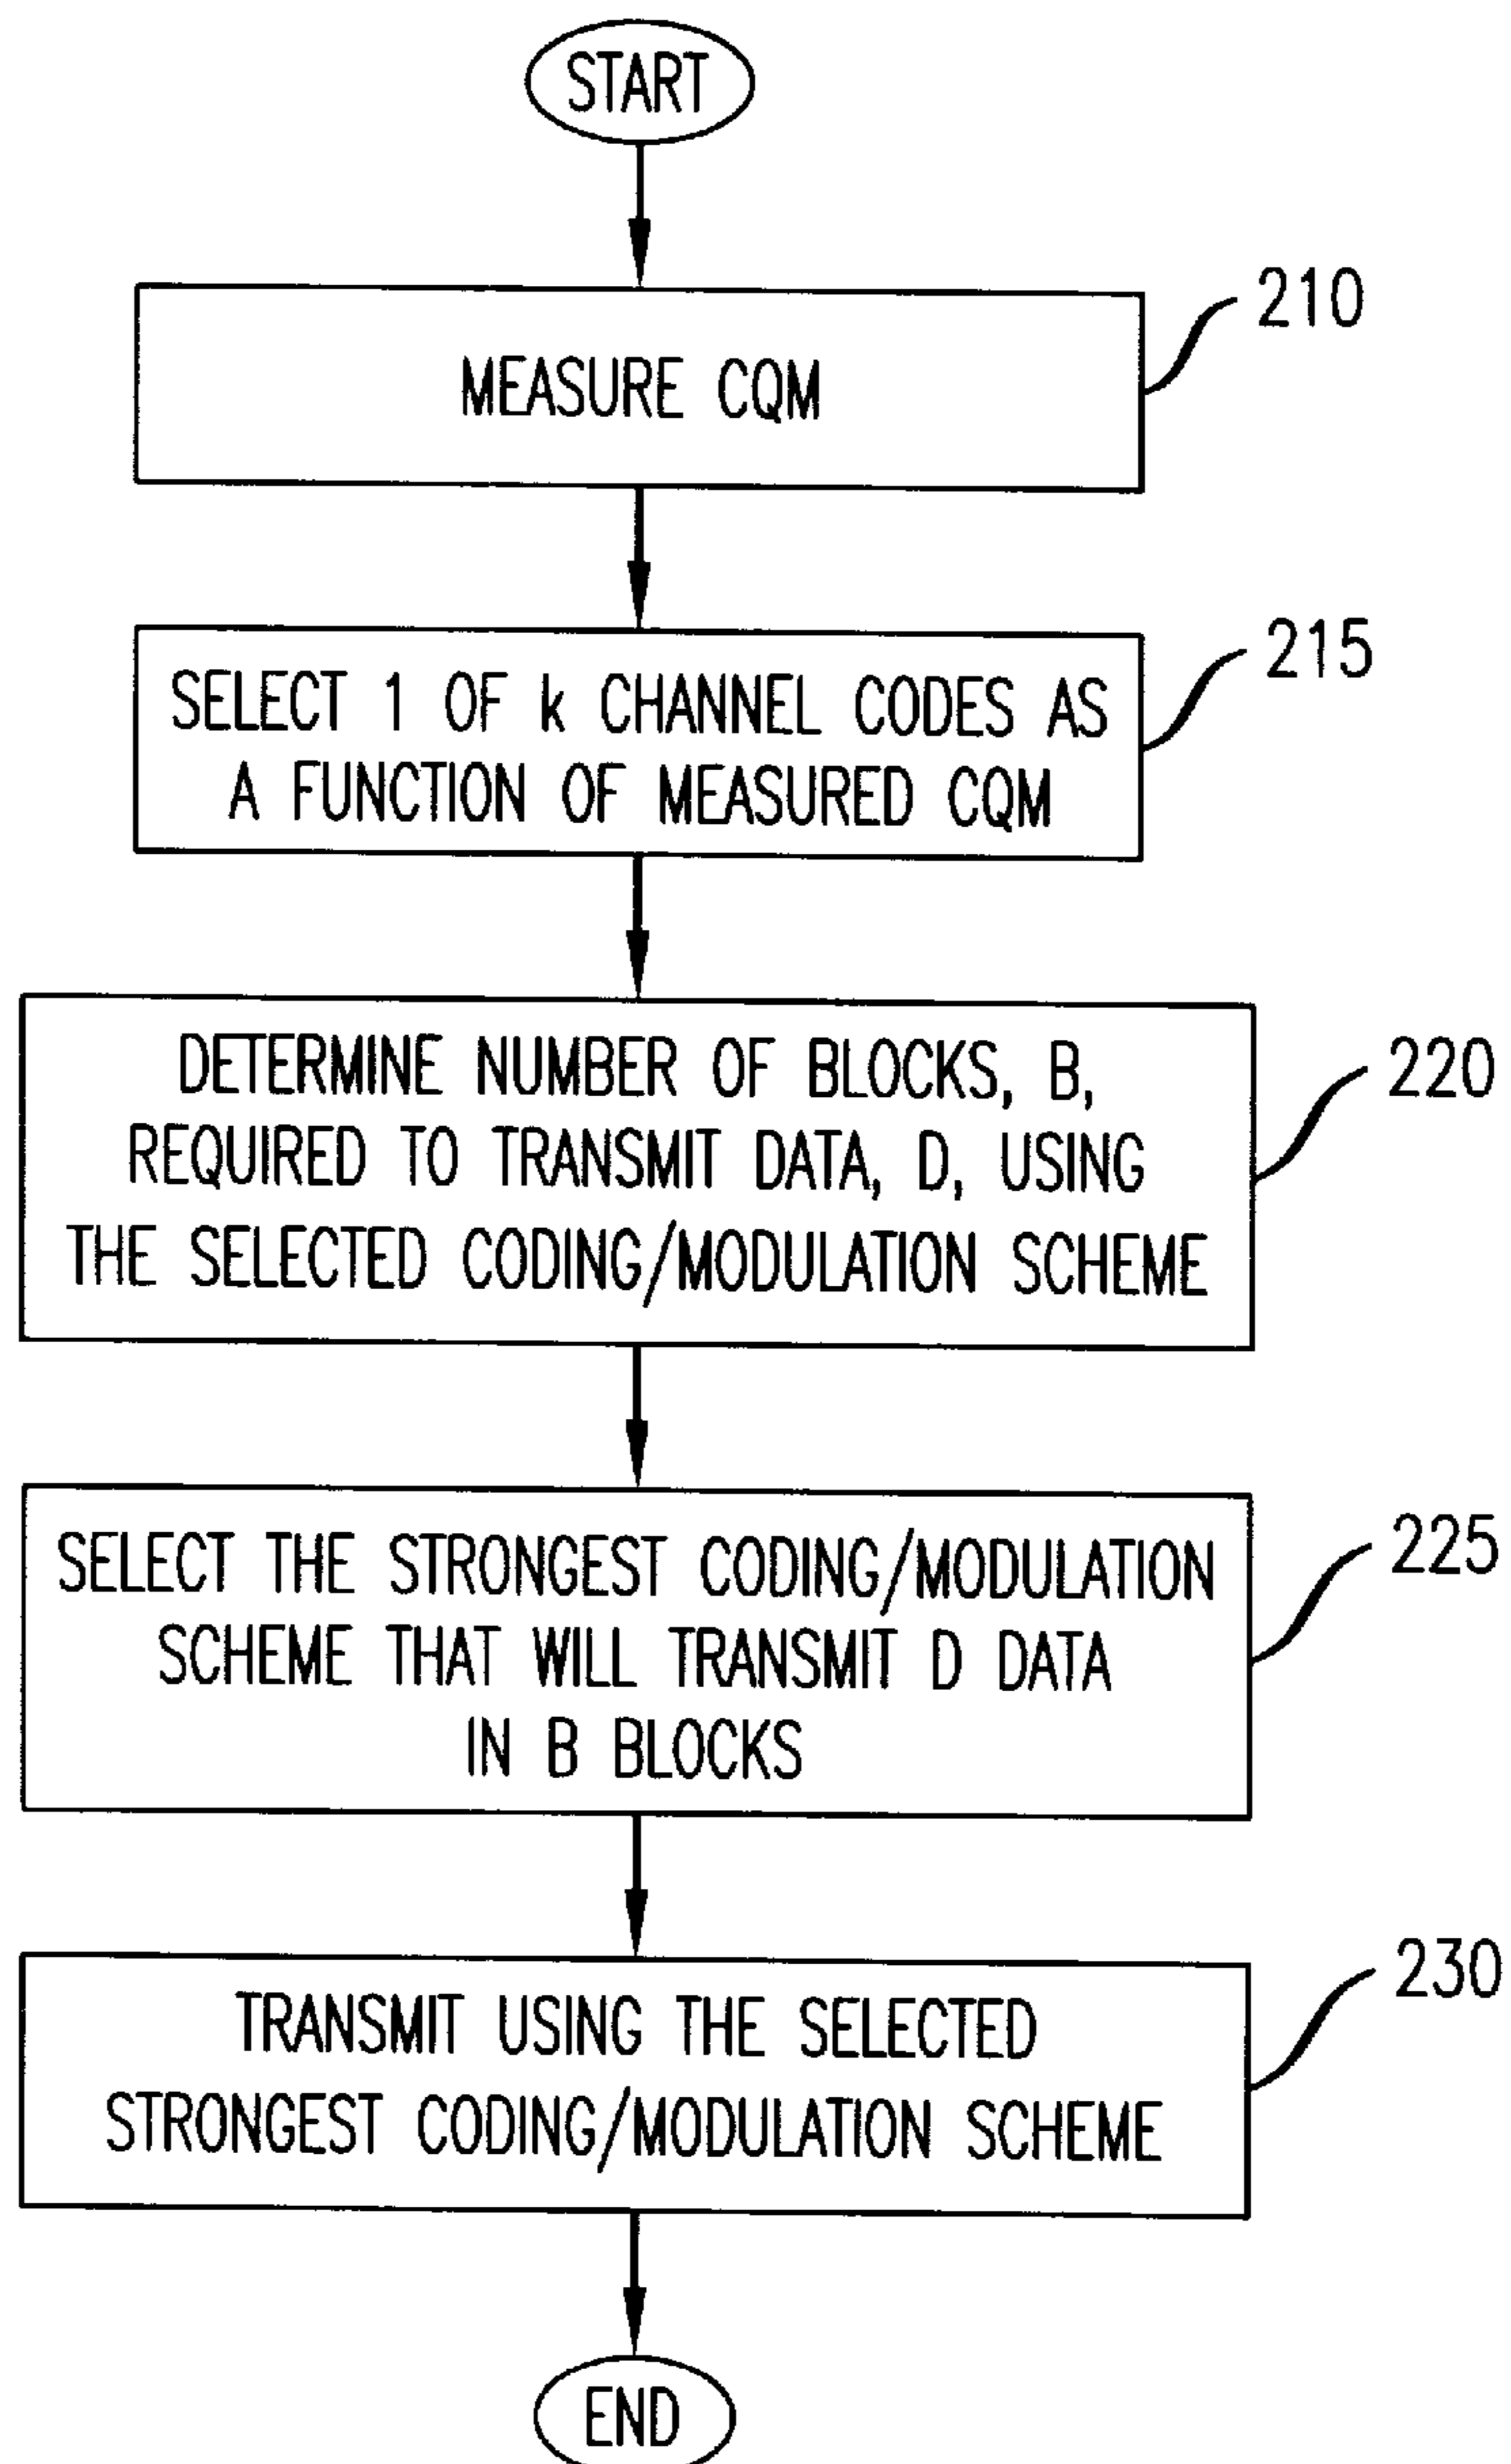 START
210
MEASURE CQM
215
SELECT 1 OF k CHANNEL CODES AS
A FUNCTION OF MEASURED CQM
220
DETERMINE NUMBER OF BLOCKS, B,
REQUIRED TO TRANSMIT DATA, D, USING
THE SELECTED CODING/MODULATION SCHEME
225
SELECT THE STRONGEST CODING/MODULATION
SCHEME THAT WILL TRANSMIT D DATA
IN B BLOCKS
230
TRANSMIT USING THE SELECTED
STRONGEST CODING/MODULATION SCHEME
END